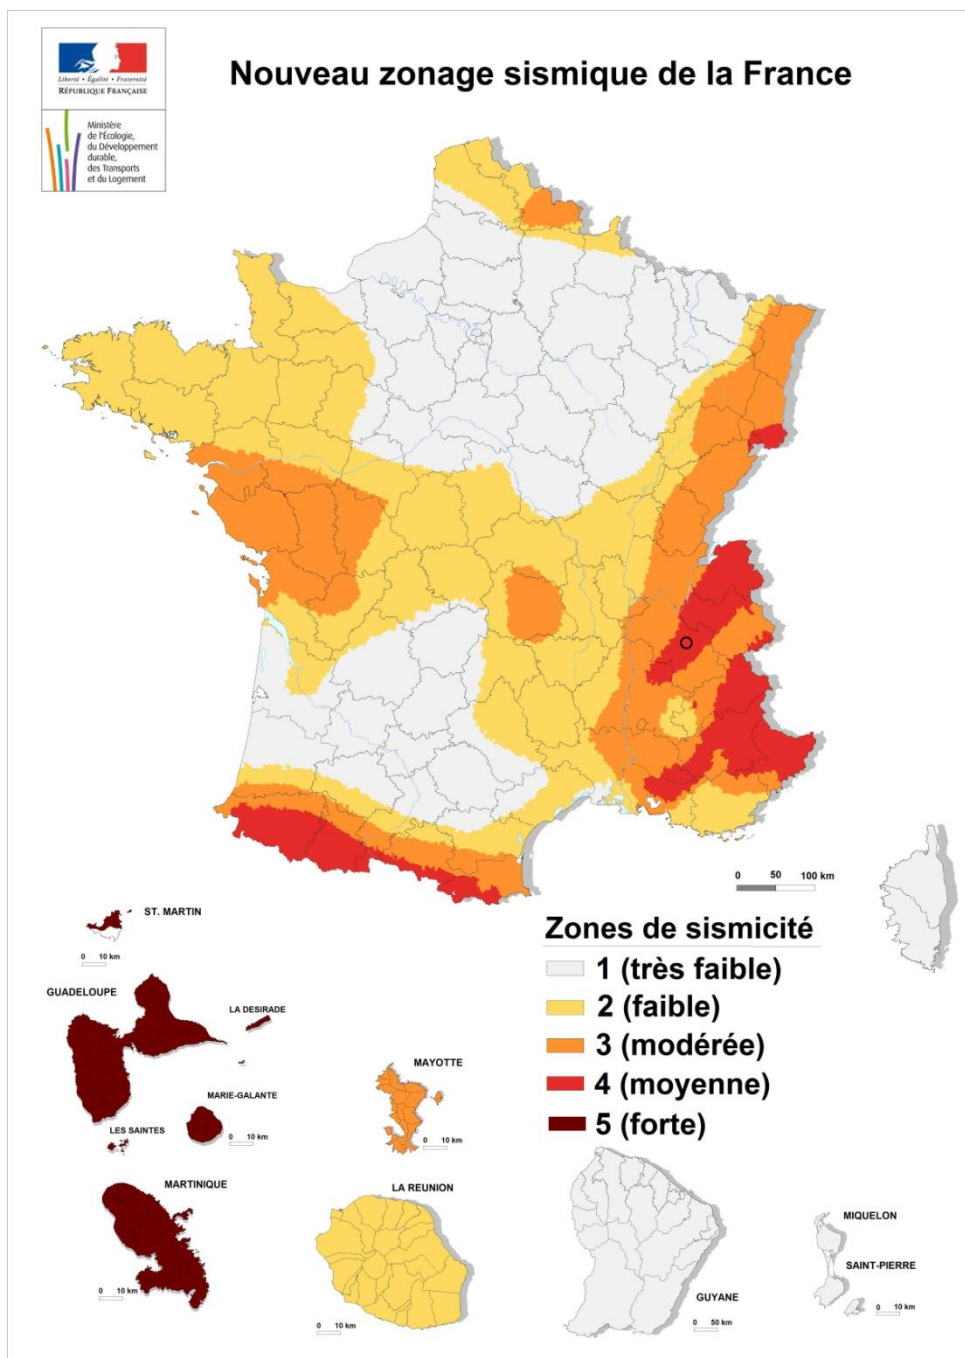 Liberté • Égalité • Fraternité
RÉPUBLIQUE FRANÇAISE
Ministère
de l'Écologie,
du Développement
durable,
des Transports
et du Logement
Nouveau zonage sismique de la France
0 50 100 km
ST. MARTIN
0 10 km
GUADELOUPE
LA DESIRADE
MARIE-GALANTE
0 10 km
LES SAINTES
MARTINIQUE
0 10 km
MAYOTTE
0 10 km
LA REUNION
0 10 km
Zones de sismicité
1 (très faible)
2 (faible)
3 (modérée)
4 (moyenne)
5 (forte)
GUYANE
0 50 km
MIQUELON
SAINT-PIERRE
0 10 km